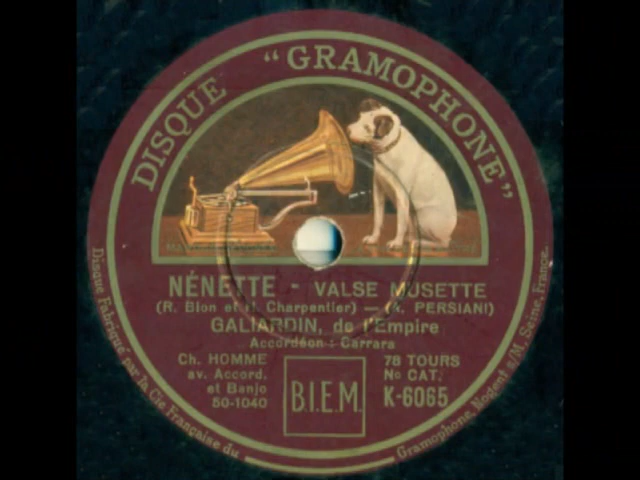 DISQUE "GRAMOPHONE"
NÉNETTE - VALSE MUSETTE
(R. Bion et H. Charpentier) — (A. PERSIANI)
GALIARDIN, de l'Empire
Accordéon : Carrara
Ch. HOMME
av. Accord.
et Banjo
50-1040
B.I.E.M.
78 TOURS
No CAT.
K-6065
Disque Fabriqué par la Cie Française du Gramophone, Nogent s/M. Seine, France.